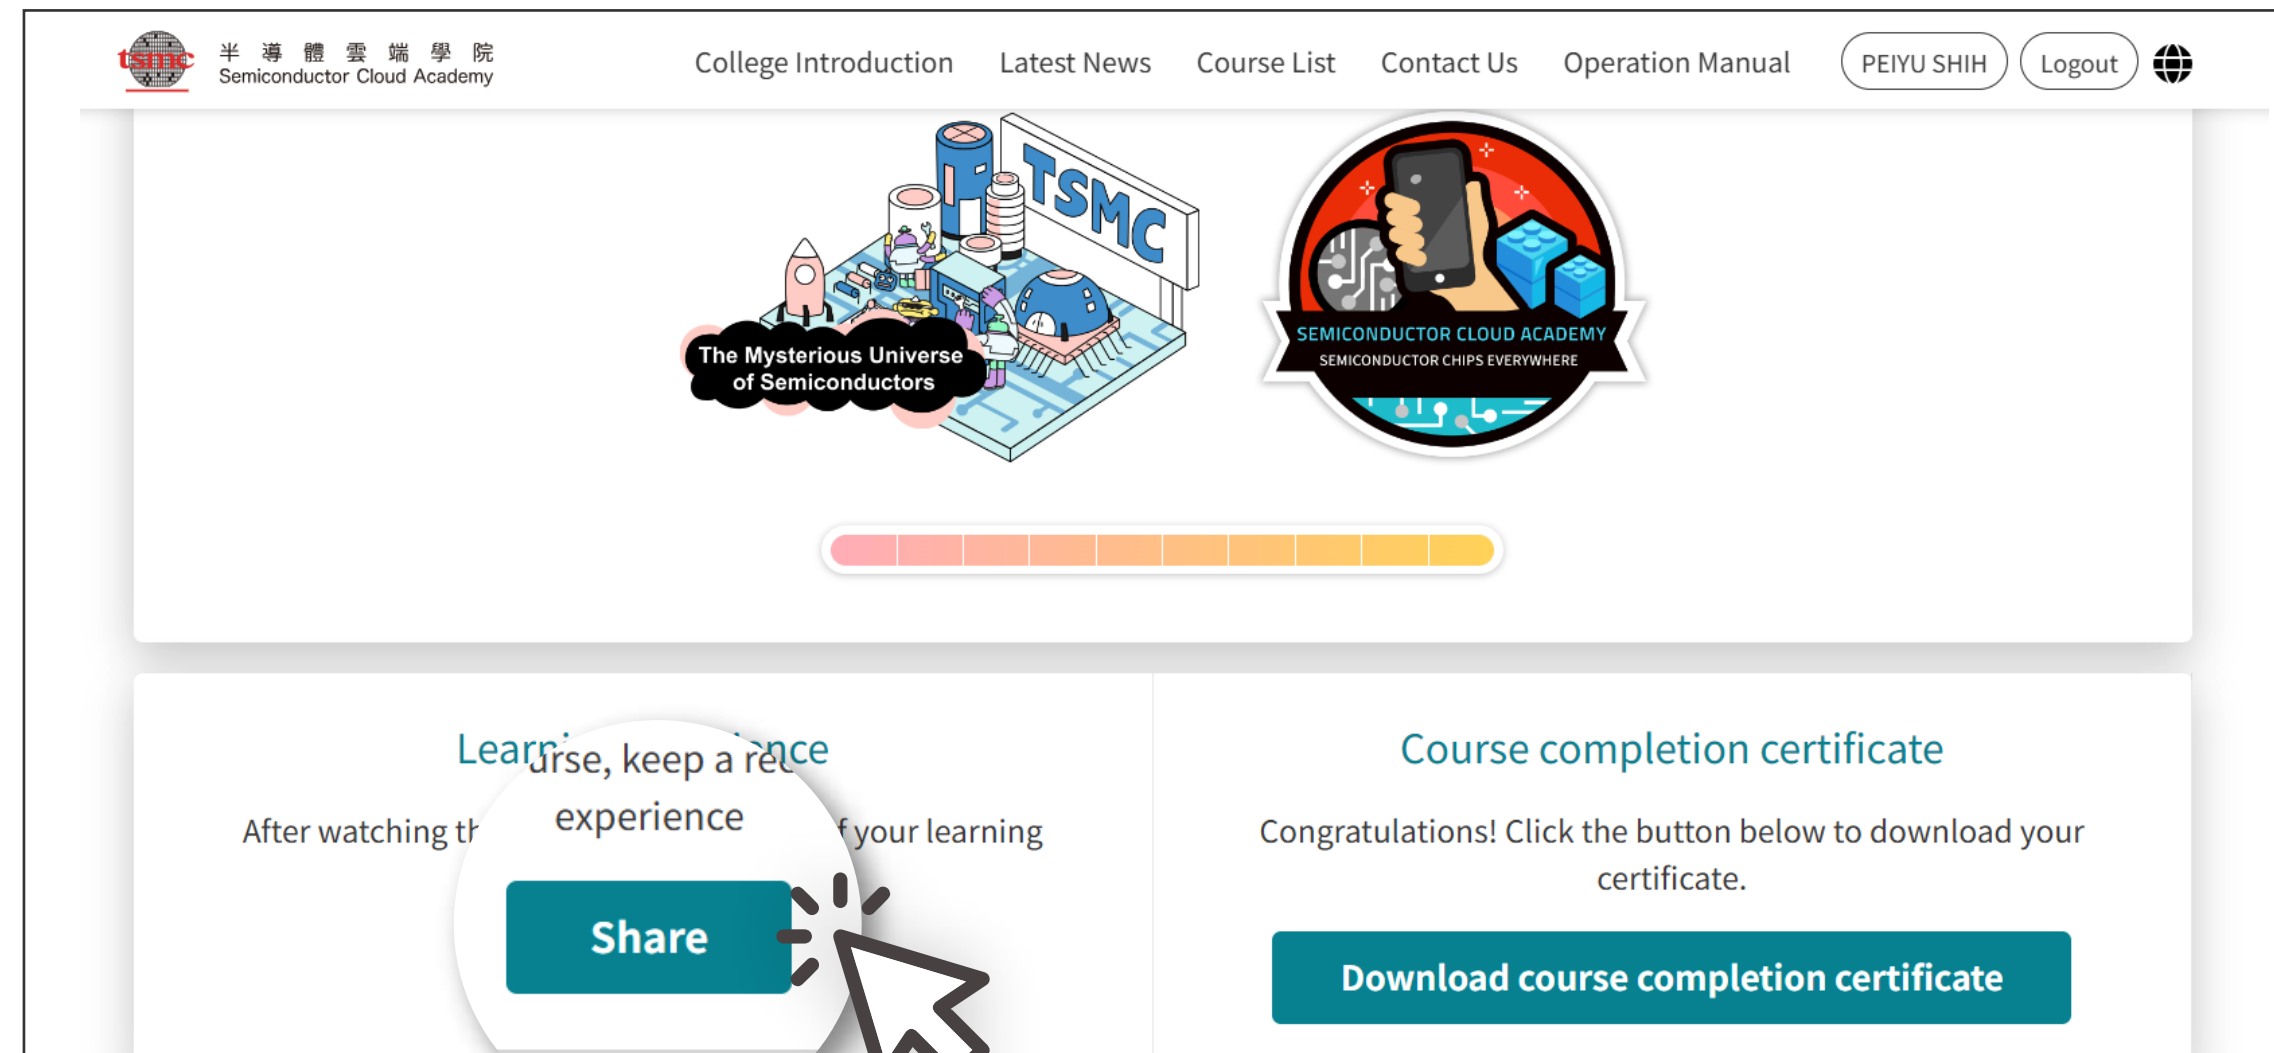 tsmc
半導體雲端學院
Semiconductor Cloud Academy
College Introduction
Latest News
Course List
Contact Us
Operation Manual
PEIYU SHIH
Logout
TSMC
The Mysterious Universe
of Semiconductors
SEMICONDUCTOR CLOUD ACADEMY
SEMICONDUCTOR CHIPS EVERYWHERE
urse, keep a rec
experience
Share
After watching th
f your learning
Course completion certificate
Congratulations! Click the button below to download your
certificate.
Download course completion certificate